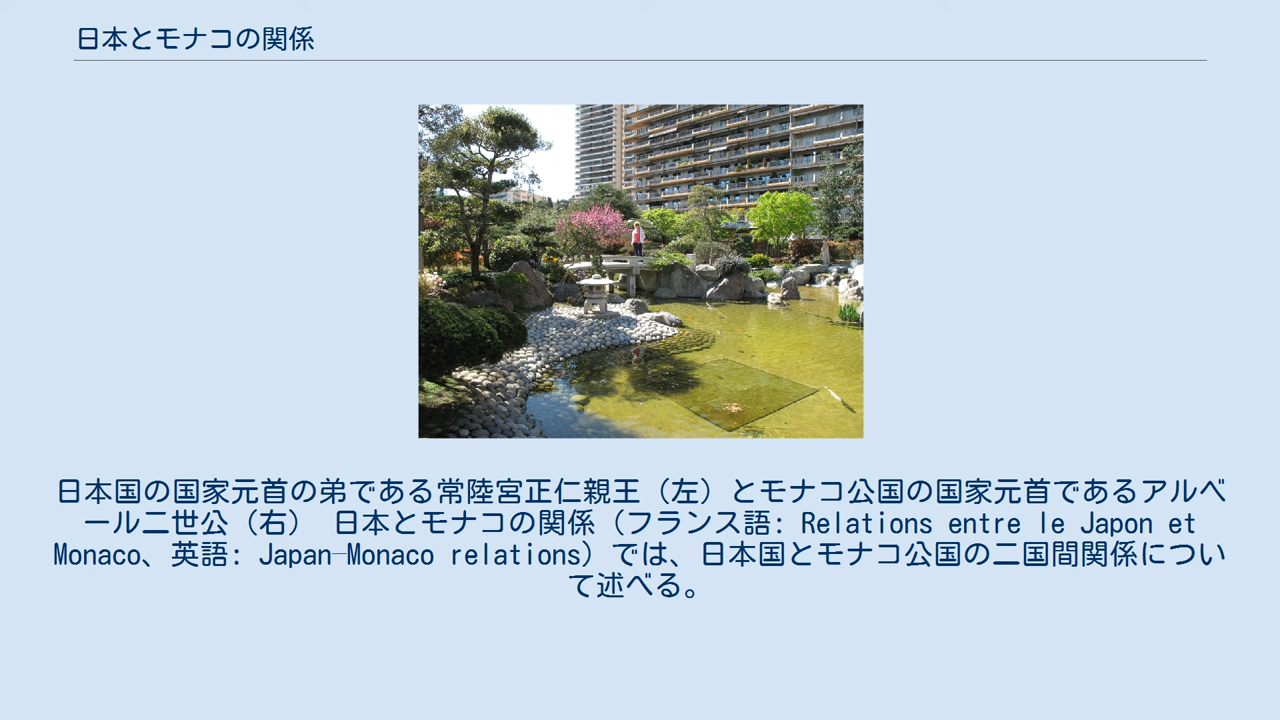 日本とモナコの関係
日本国の国家元首の弟である常陸宮正仁親王（左）とモナコ公国の国家元首であるアルベ
ール二世公（右） 日本とモナコの関係（フランス語: Relations entre le Japon et
Monaco、英語: Japan–Monaco relations）では、日本国とモナコ公国の二国間関係につい
て述べる。